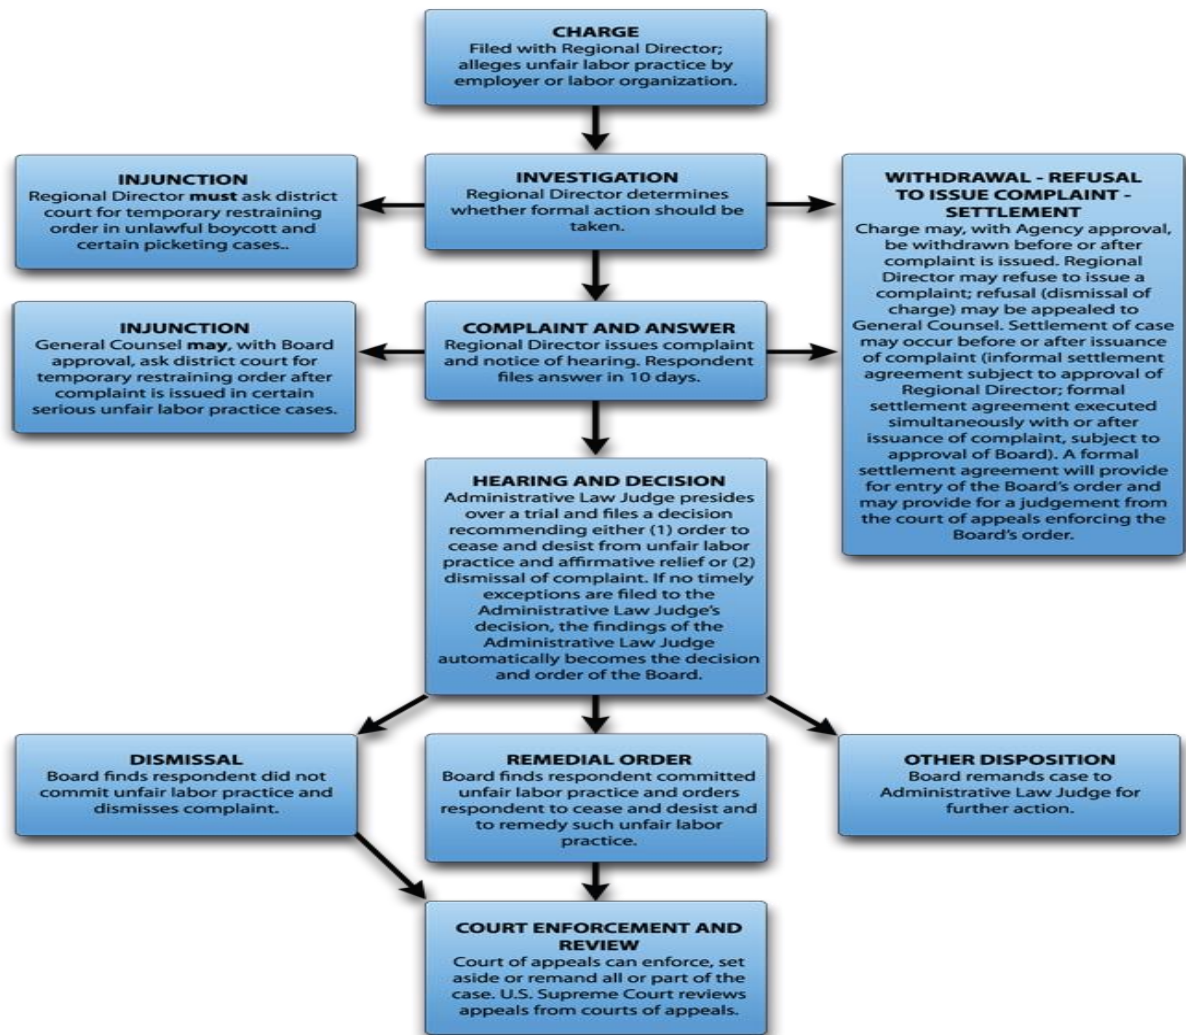 CHARGE
Filed with Regional Director;
alleges unfair labor practice by
employer or labor organization.
INJUNCTION
Regional Director must ask district
court for temporary restraining
order in unlawful boycott and
certain picketing cases..
INVESTIGATION
Regional Director determines
whether formal action should be
taken.
WITHDRAWAL - REFUSAL
TO ISSUE COMPLAINT -
SETTLEMENT
Charge may, with Agency approval,
be withdrawn before or after
complaint is issued. Regional
Director may refuse to issue a
complaint; refusal (dismissal of
charge) may be appealed to
General Counsel. Settlement of case
may occur before or after issuance
of complaint (informal settlement
agreement subject to approval of
Regional Director; formal
settlement agreement executed
simultaneously with or after
issuance of complaint, subject to
approval of Board). A formal
settlement agreement will provide
for entry of the Board's order and
may provide for a judgement from
the court of appeals enforcing the
Board's order.
INJUNCTION
General Counsel may, with Board
approval, ask district court for
temporary restraining order after
complaint is issued in certain
serious unfair labor practice cases.
COMPLAINT AND ANSWER
Regional Director issues complaint
and notice of hearing. Respondent
files answer in 10 days.
HEARING AND DECISION
Administrative Law Judge presides
over a trial and files a decision
recommending either (1) order to
cease and desist from unfair labor
practice and affirmative relief or (2)
dismissal of complaint. If no timely
exceptions are filed to the
Administrative Law Judge's
decision, the findings of the
Administrative Law Judge
automatically becomes the decision
and order of the Board.
DISMISSAL
Board finds respondent did not
commit unfair labor practice and
dismisses complaint.
REMEDIAL ORDER
Board finds respondent committed
unfair labor practice and orders
respondent to cease and desist and
to remedy such unfair labor
practice.
OTHER DISPOSITION
Board remands case to
Administrative Law Judge for
further action.
COURT ENFORCEMENT AND
REVIEW
Court of appeals can enforce, set
aside or remand all or part of the
case. U.S. Supreme Court reviews
appeals from courts of appeals.